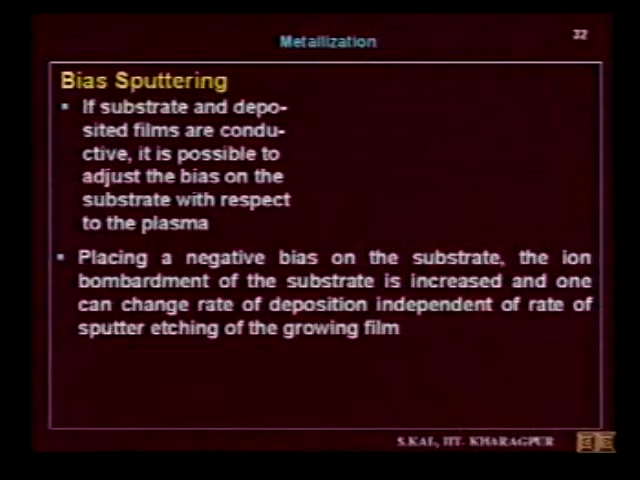 32
Metallization
Bias Sputtering
▪ If substrate and depo-
sited films are condu-
ctive, it is possible to
adjust the bias on the
substrate with respect
to the plasma
▪ Placing a negative bias on the substrate, the ion
bombardment of the substrate is increased and one
can change rate of deposition independent of rate of
sputter etching of the growing film
S.KAL, IIT- KHARAGPUR